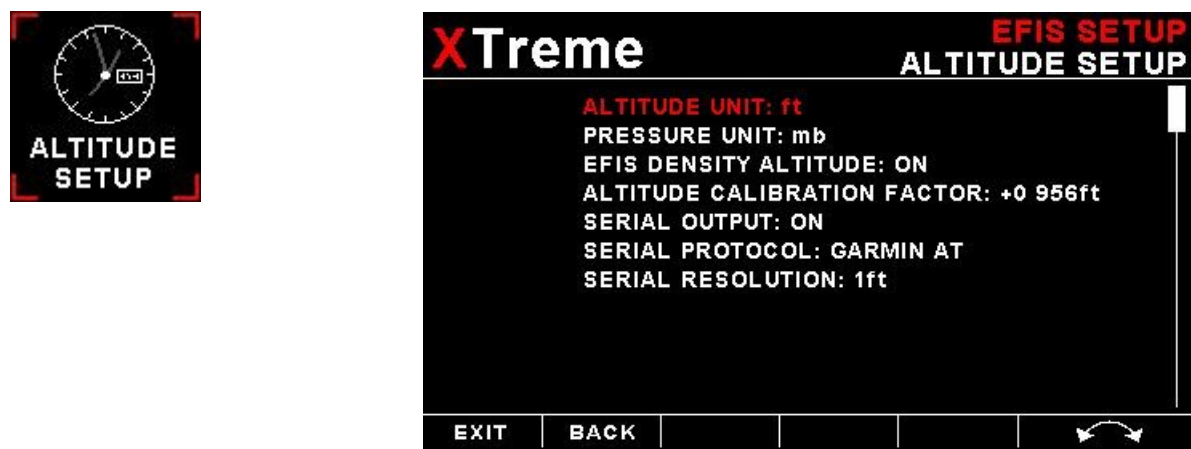 ALTITUDE
SETUP
XTreme
EFIS SETUP
ALTITUDE SETUP
ALTITUDE UNIT: ft
PRESSURE UNIT: mb
EFIS DENSITY ALTITUDE: ON
ALTITUDE CALIBRATION FACTOR: +0 956ft
SERIAL OUTPUT: ON
SERIAL PROTOCOL: GARMIN AT
SERIAL RESOLUTION: 1ft
EXIT BACK